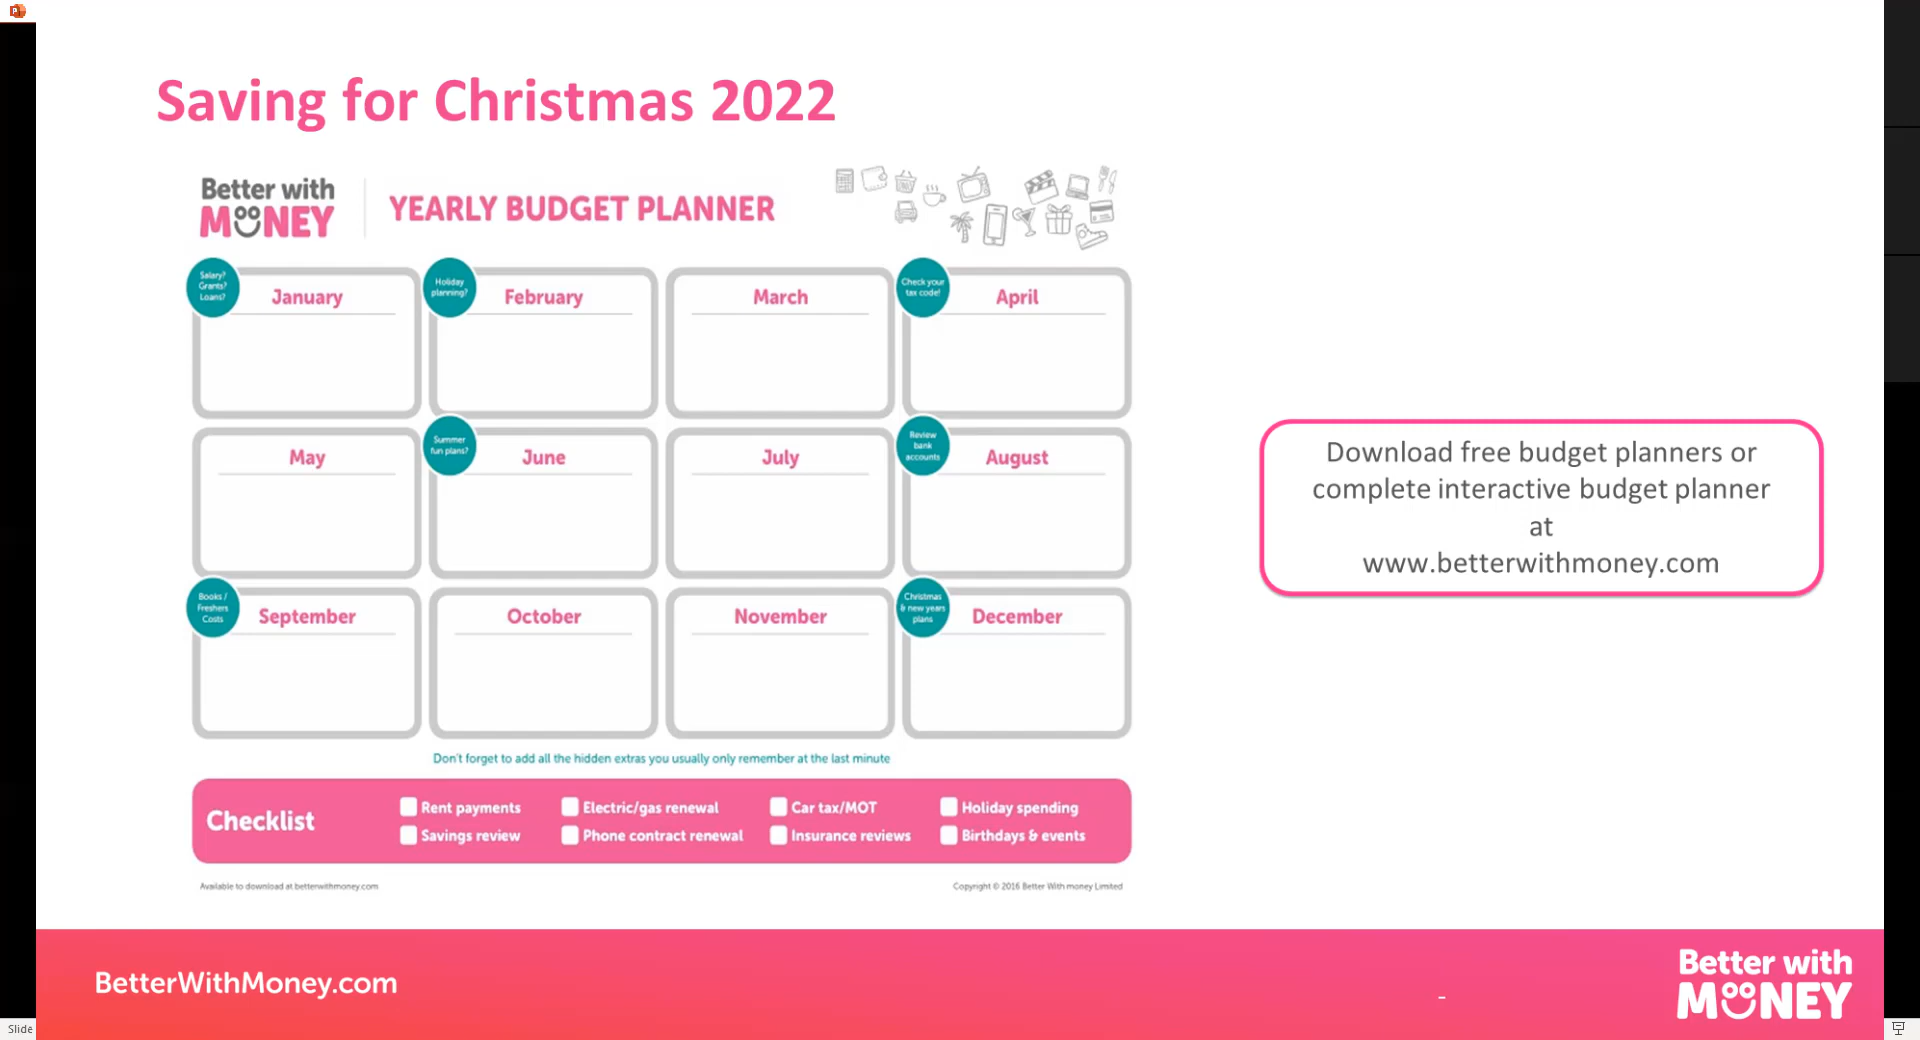 Saving for Christmas 2022
Better with
MONEY
YEARLY BUDGET PLANNER
Salary?
Grants?
Loans?
January
Holiday
planning?
February
March
Check your
tax code!
April
May
Summer
fun plans?
June
July
Review
bank
accounts
August
Books /
Freshers
Costs
September
October
November
Christmas
& new years
plans
December
Don't forget to add all the hidden extras you usually only remember at the last minute
Checklist
Rent payments
Electric/gas renewal
Car tax/MOT
Holiday spending
Savings review
Phone contract renewal
Insurance reviews
Birthdays & events
Available to download at betterwithmoney.com
Copyright © 2016 Better With money Limited
Download free budget planners or
complete interactive budget planner
at
www.betterwithmoney.com
BetterWithMoney.com
-
Better with
MONEY
Slide